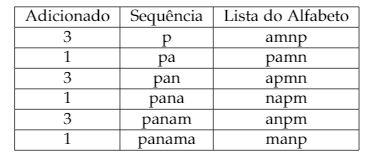 Adicionado Sequência Lista do Alfabeto
3 p amnp
1 pa pamn
3 pan apmn
1 pana napm
3 panam anpm
1 panama manp